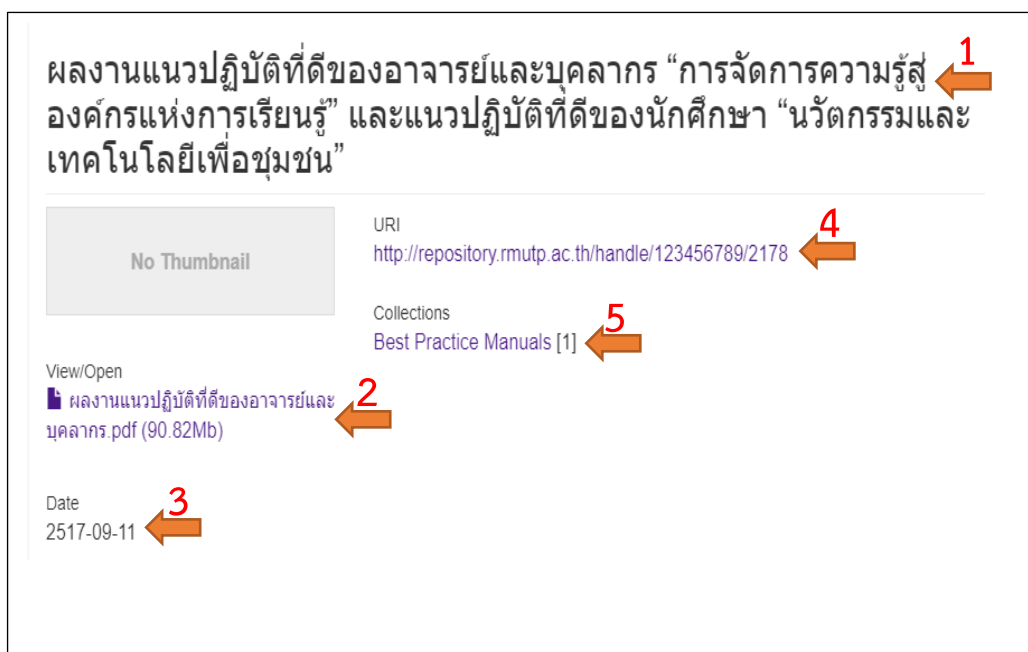 ผลงานแนวปฏิบัติที่ดีของอาจารย์และบุคลากร “การจัดการความรู้สู่ 1
องค์กรแห่งการเรียนรู้” และแนวปฏิบัติที่ดีของนักศึกษา “นวัตกรรมและ
เทคโนโลยีเพื่อชุมชน”
No Thumbnail
URI
http://repository.rmutp.ac.th/handle/123456789/2178 4
Collections
Best Practice Manuals [1] 5
View/Open
ผลงานแนวปฏิบัติที่ดีของอาจารย์และ 2
บุคลากร.pdf (90.82Mb)
Date
2517-09-11 3